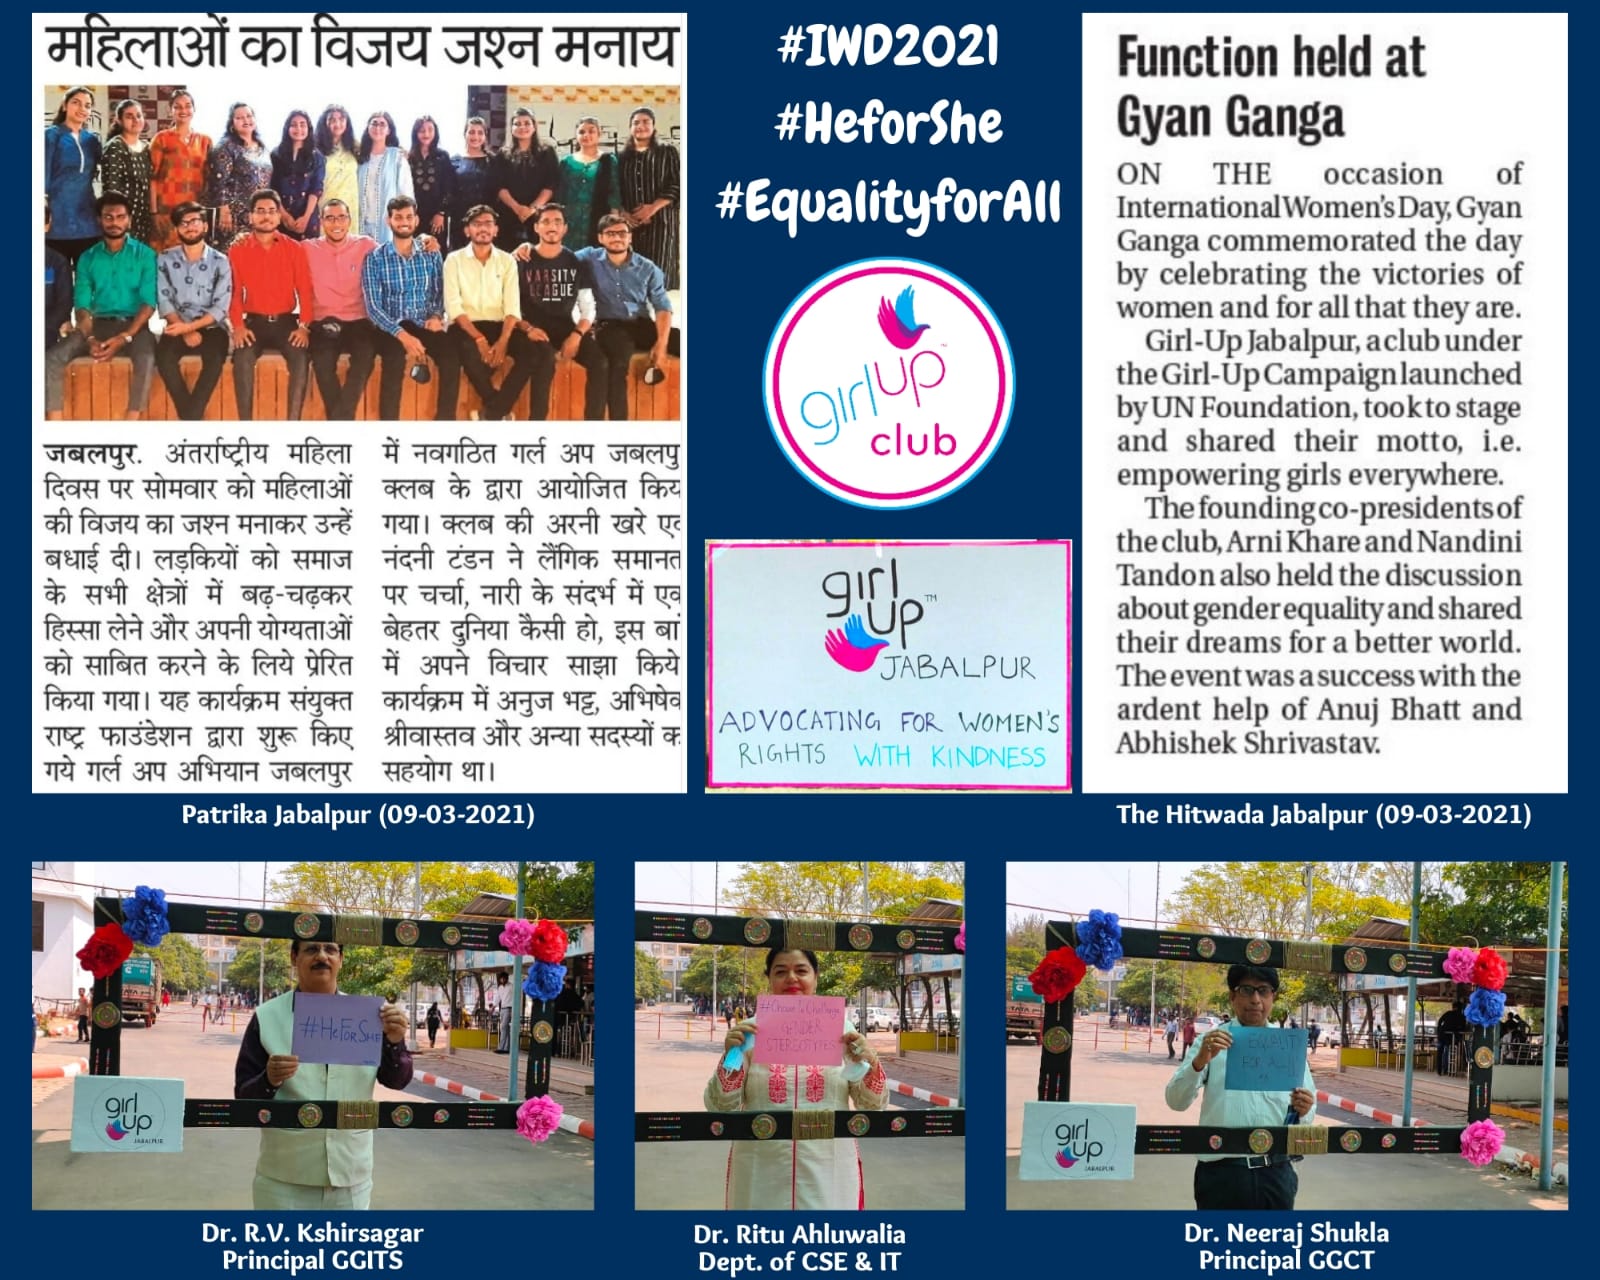 महिलाओं का विजय जश्न मनाय
VARSITY
LEAGUE
जबलपुर. अंतर्राष्ट्रीय महिला
दिवस पर सोमवार को महिलाओं
की विजय का जश्न मनाकर उन्हें
बधाई दी। लड़कियों को समाज
के सभी क्षेत्रों में बढ़-चढ़कर
हिस्सा लेने और अपनी योग्यताओं
को साबित करने के लिये प्रेरित
किया गया। यह कार्यक्रम संयुक्त
राष्ट्र फाउंडेशन द्वारा शुरू किए
गये गर्ल अप अभियान जबलपुर
में नवगठित गर्ल अप जबलपु
क्लब के द्वारा आयोजित किय
गया। क्लब की अरनी खरे एव
नंदनी टंडन ने लैंगिक समानत
पर चर्चा, नारी के संदर्भ में एक
बेहतर दुनिया कैसी हो, इस बा
में अपने विचार साझा किये
कार्यक्रम में अनुज भट्ट, अभिषेक
श्रीवास्तव और अन्या सदस्यों क
सहयोग था।
Patrika Jabalpur (09-03-2021)
#IWD2021
#HeforShe
#EqualityforAll
girlup™
club
girl
up™
JABALPUR
ADVOCATING FOR WOMEN'S
RIGHTS WITH KINDNESS
Function held at
Gyan Ganga
ON THE occasion of
International Women's Day, Gyan
Ganga commemorated the day
by celebrating the victories of
women and for all that they are.
Girl-Up Jabalpur, a club under
the Girl-Up Campaign launched
by UN Foundation, took to stage
and shared their motto, i.e.
empowering girls everywhere.
The founding co-presidents of
the club, Arni Khare and Nandini
Tandon also held the discussion
about gender equality and shared
their dreams for a better world.
The event was a success with the
ardent help of Anuj Bhatt and
Abhishek Shrivastav.
The Hitwada Jabalpur (09-03-2021)
#HeForSHE
girl
up
JABALPUR
Dr. R.V. Kshirsagar
Principal GGITS
#Choose To Challenge
GENDER
STEREOTYPES
Dr. Ritu Ahluwalia
Dept. of CSE & IT
EQUALIT
FOR All
girl
up
JABALPUR
Dr. Neeraj Shukla
Principal GGCT